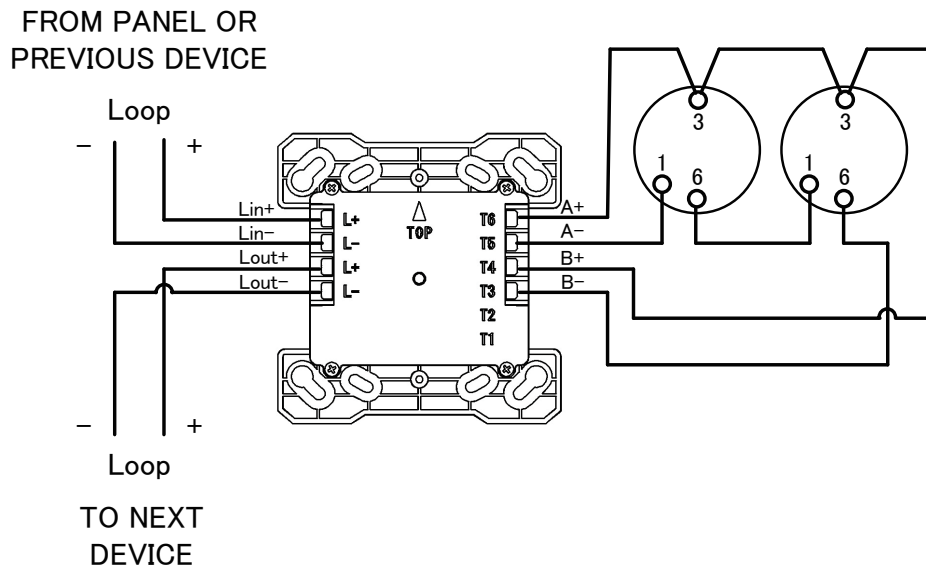 FROM PANEL OR
PREVIOUS DEVICE
Loop
− +
Lin+
Lin−
Lout+
Lout−
L+
L−
L+
L−
TOP
T6
T5
T4
T3
T2
T1
A+
A−
B+
B−
3
1 6
3
1 6
− +
Loop
TO NEXT
DEVICE